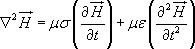 ∇²H⃗ = μσ(∂H⃗/∂t) + με(∂²H⃗/∂t²)